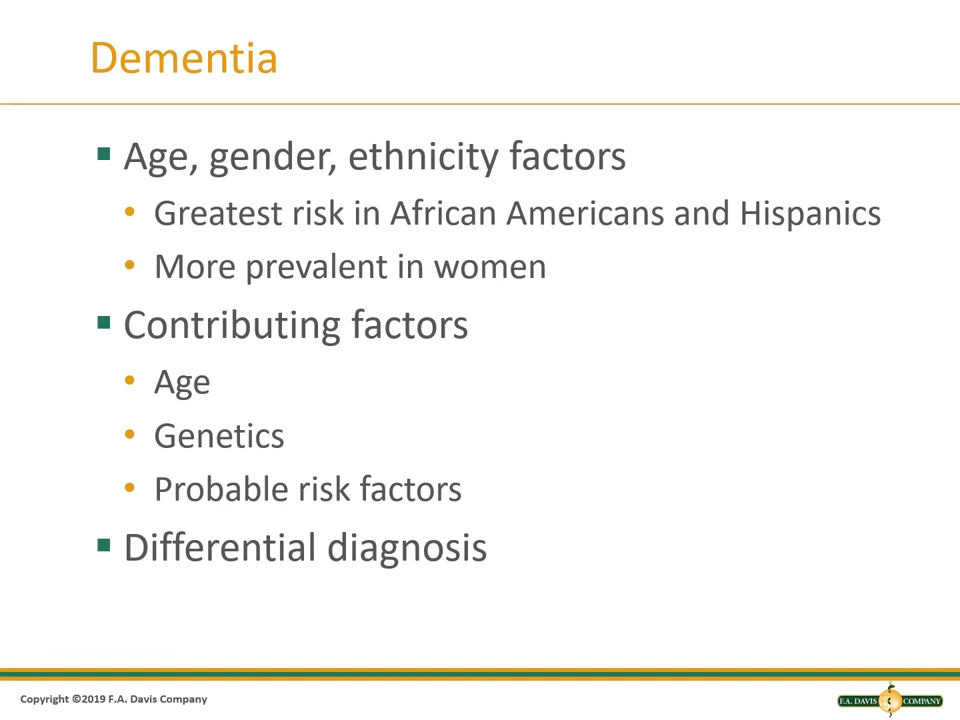 Dementia
Age, gender, ethnicity factors
Greatest risk in African Americans and Hispanics
More prevalent in women
Contributing factors
Age
Genetics
Probable risk factors
Differential diagnosis
Copyright ©2019 F.A. Davis Company
F.A. DAVIS COMPANY